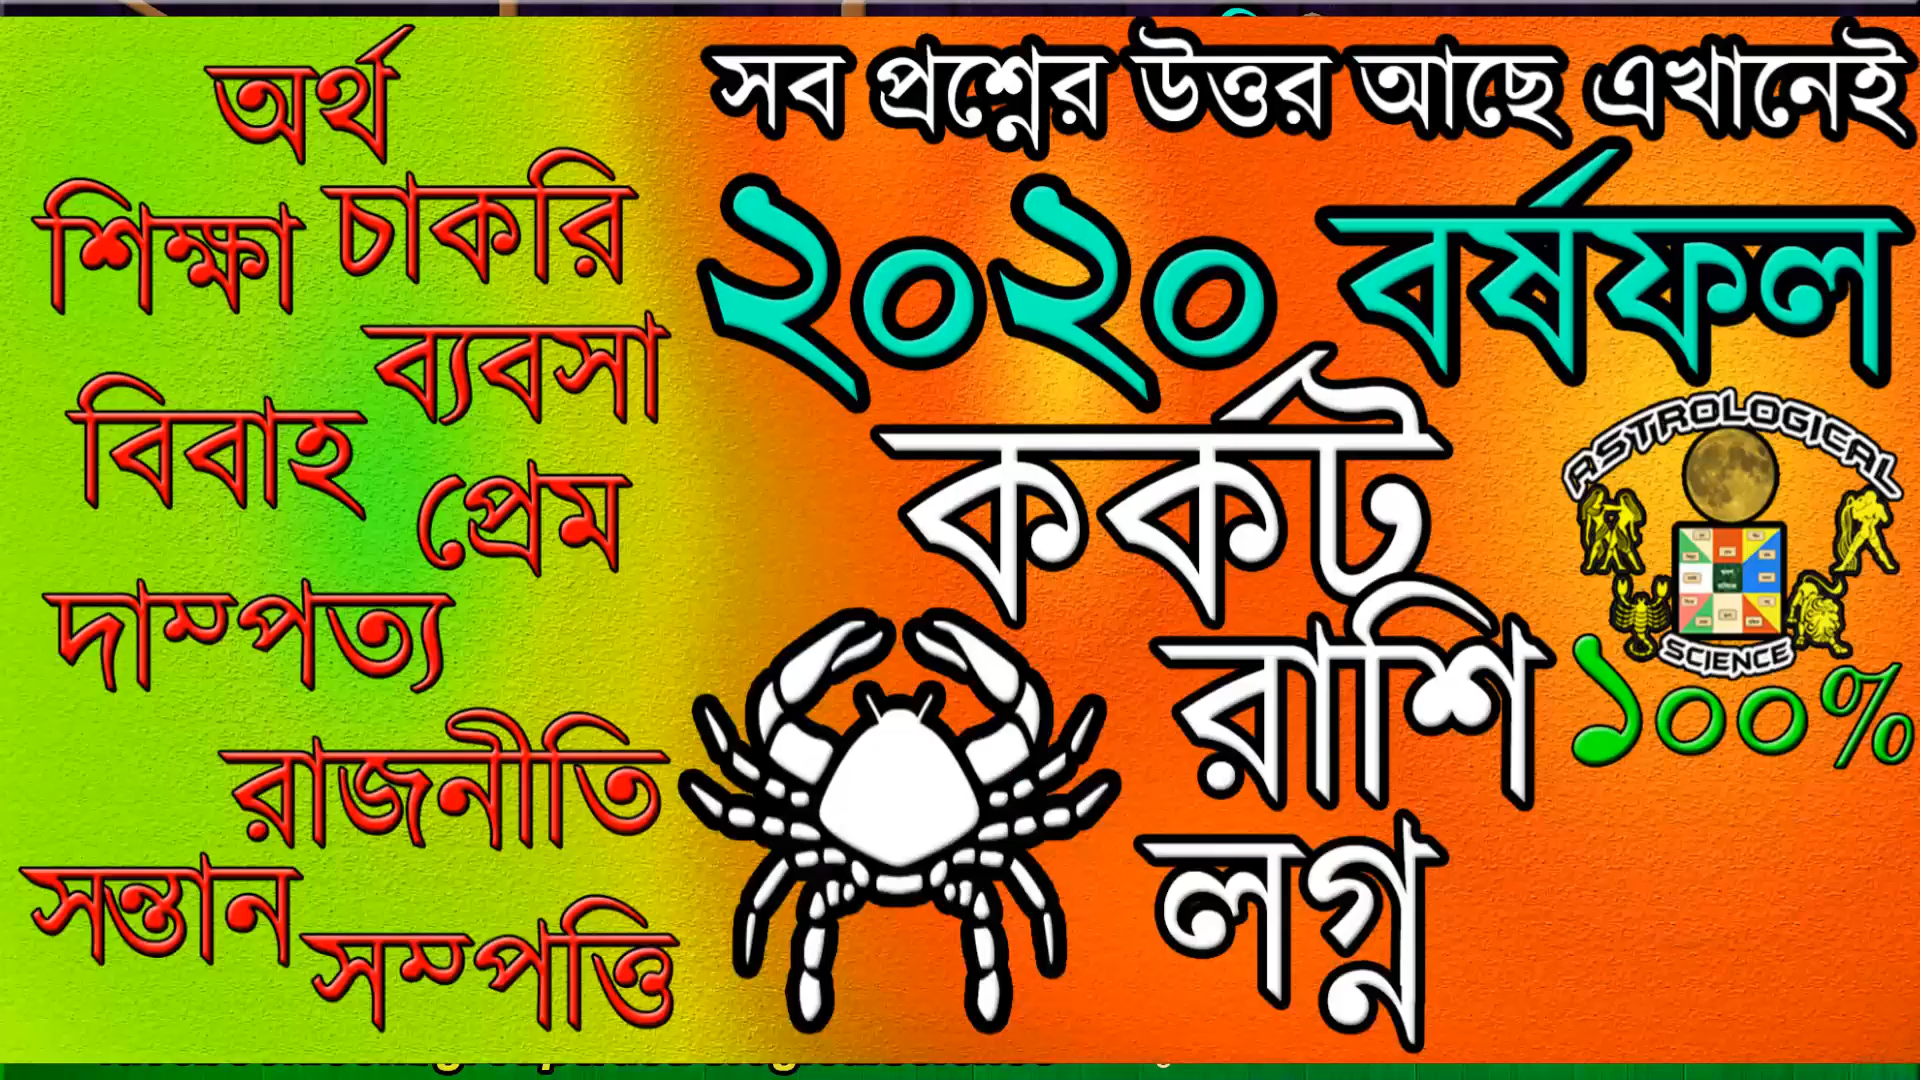 অর্থ
শিক্ষা চাকরি
ব্যবসা
বিবাহ
প্রেম
দাম্পত্য
রাজনীতি
সন্তান
সম্পত্তি
সব প্রশ্নের উত্তর আছে এখানেই
২০২০ বর্ষফল
কর্কট
রাশি
লগ্ন
ASTROLOGICAL
SCIENCE
১০০%